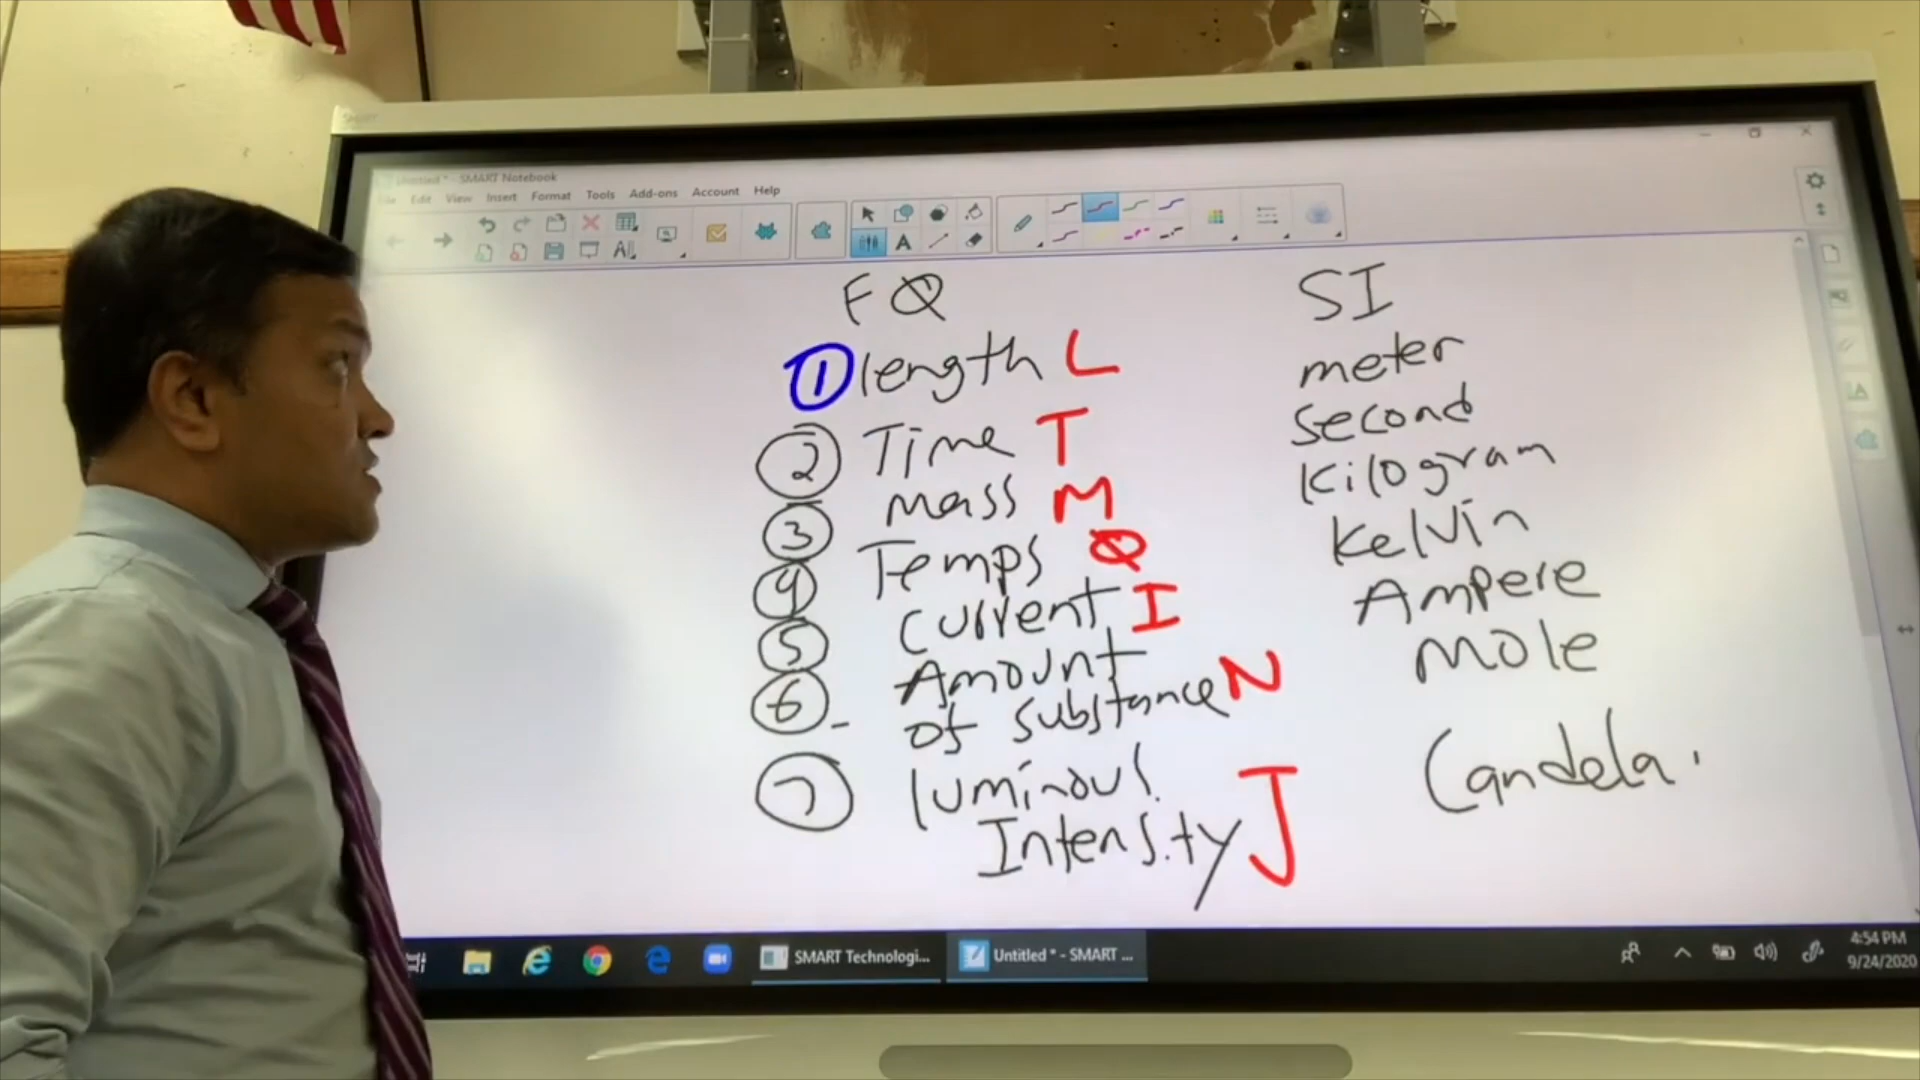 SMART
Untitled * - SMART Notebook
Edit View Insert Format Tools Add-ons Account Help
FQ SI
① length L meter
② Time T second
③ mass M Kilogram
④ Temps Q Kelvin
⑤ current I Ampere
⑥ - Amount of substance N mole
⑦ luminous Intensity J Candela.
SMART Technologi... Untitled * - SMART ...
4:54 PM
9/24/2020